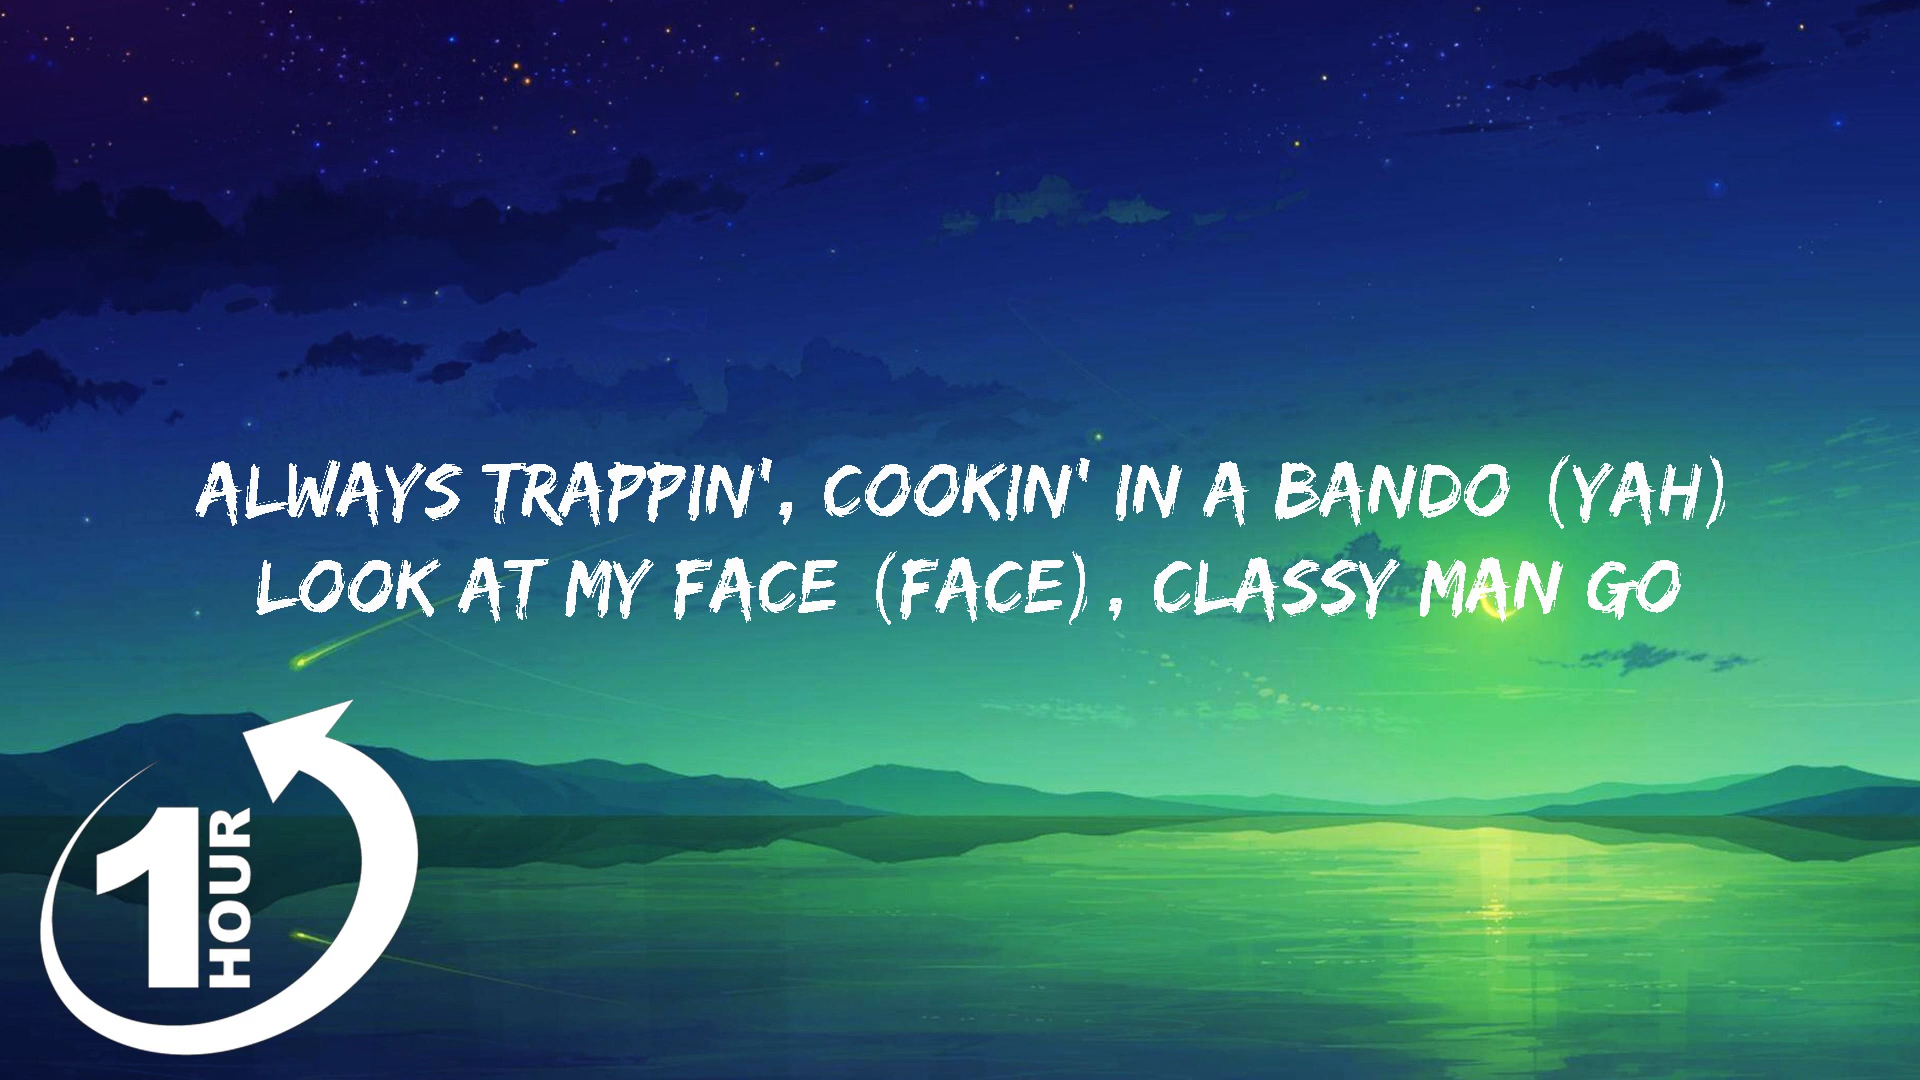 ALWAYS TRAPPIN', COOKIN' IN A BANDO (YAH)
LOOK AT MY FACE (FACE), CLASSY MAN GO
1 HOUR